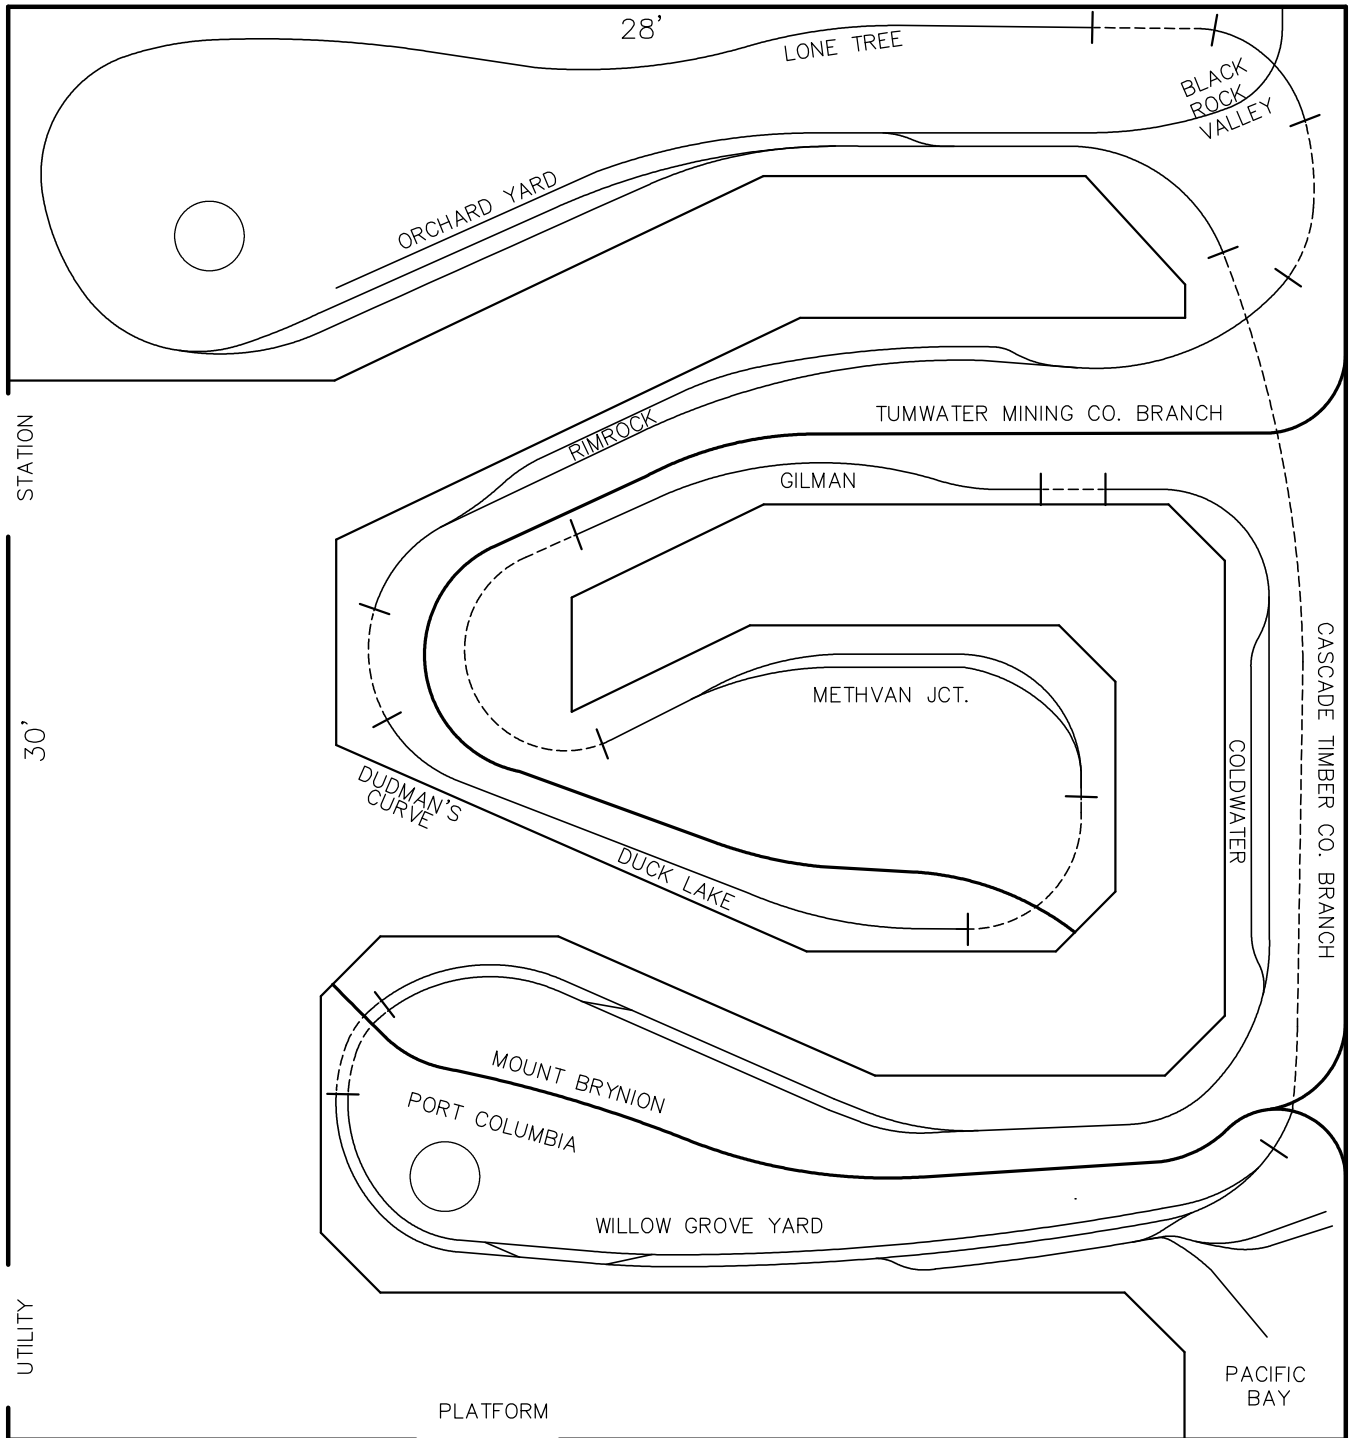 28'
LONE TREE
BLACK
ROCK
VALLEY
ORCHARD YARD
STATION
TUMWATER MINING CO. BRANCH
RIMROCK
GILMAN
CASCADE TIMBER CO. BRANCH
METHVAN JCT.
30'
COLDWATER
DUDMAN'S
CURVE
DUCK LAKE
MOUNT BRYNION
PORT COLUMBIA
WILLOW GROVE YARD
UTILITY
PACIFIC
BAY
PLATFORM